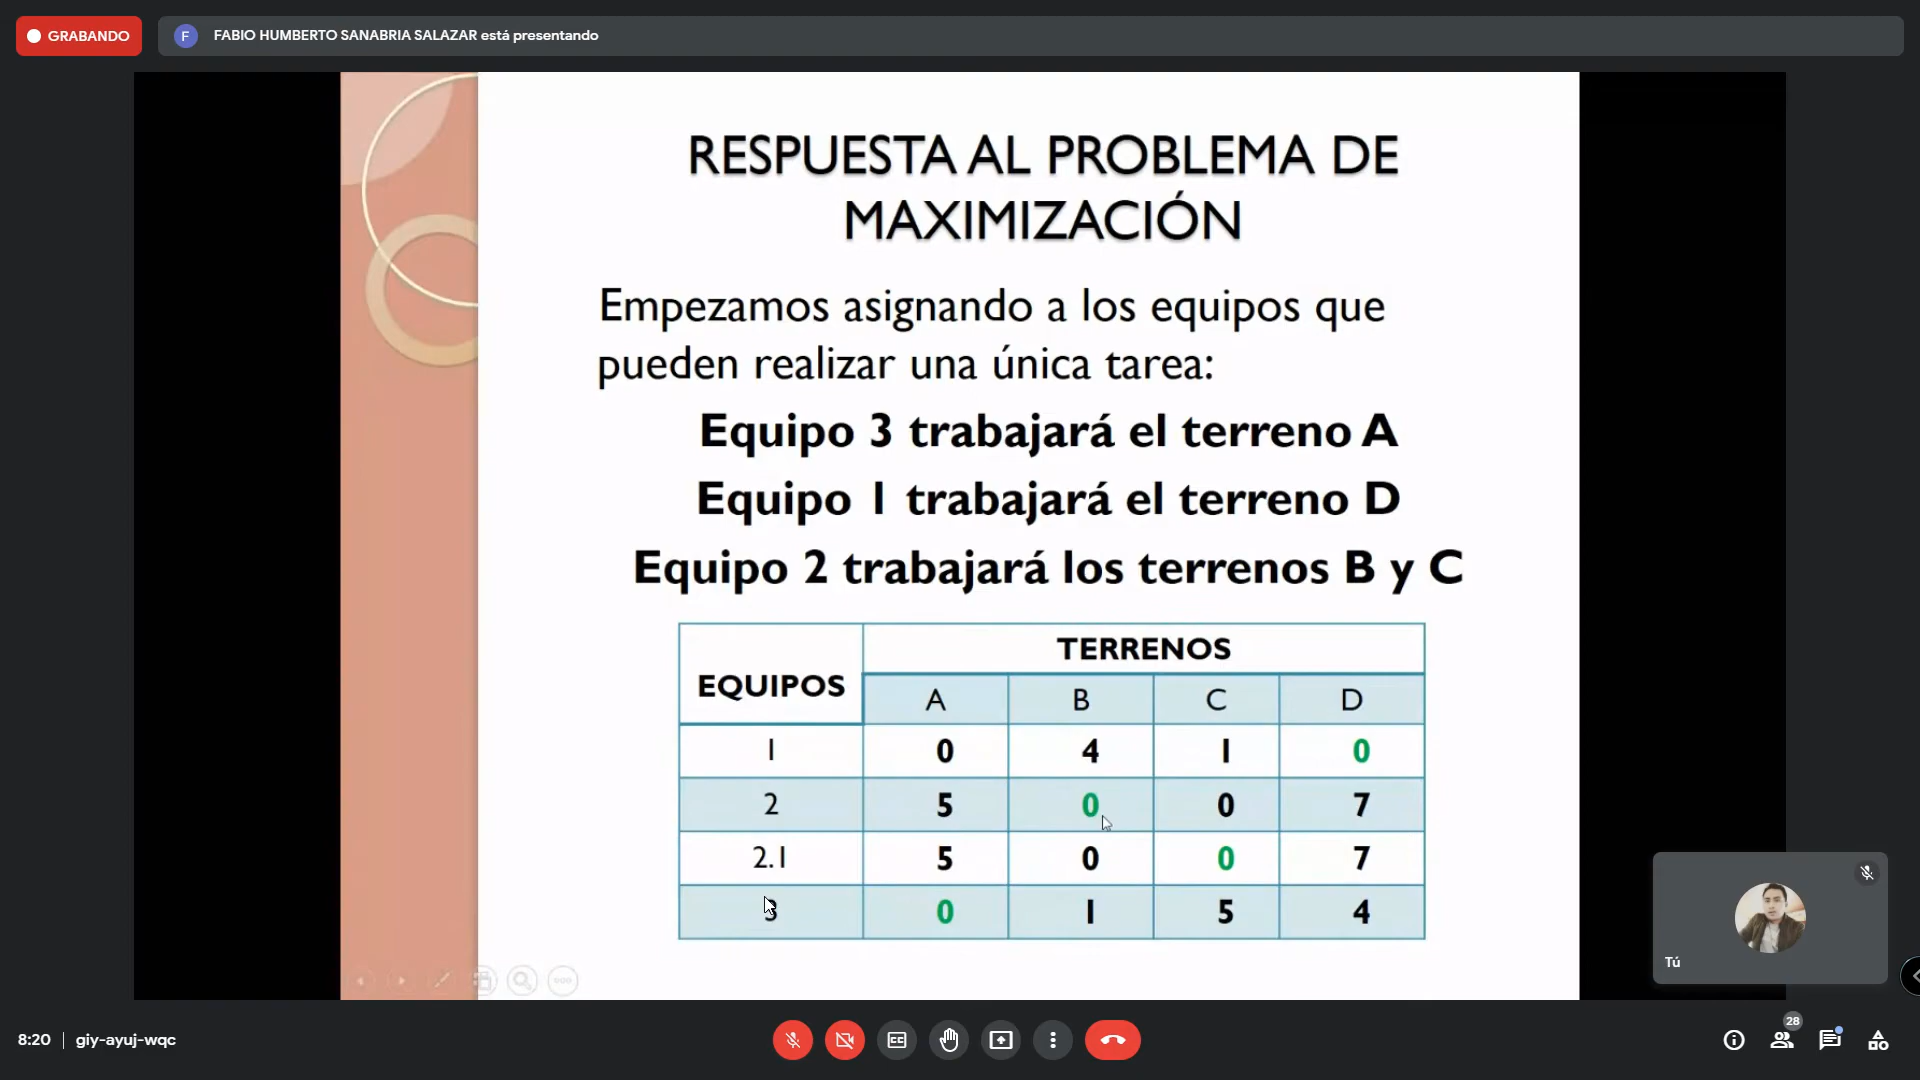 GRABANDO
F
FABIO HUMBERTO SANABRIA SALAZAR está presentando
RESPUESTA AL PROBLEMA DE
MAXIMIZACIÓN
Empezamos asignando a los equipos que
pueden realizar una única tarea:
Equipo 3 trabajará el terreno A
Equipo 1 trabajará el terreno D
Equipo 2 trabajará los terrenos B y C
EQUIPOS TERRENOS
A B C D
1 0 4 1 0
2 5 0 0 7
2.1 5 0 0 7
3 0 1 5 4
Tú
8:20 | giy-ayuj-wqc
28